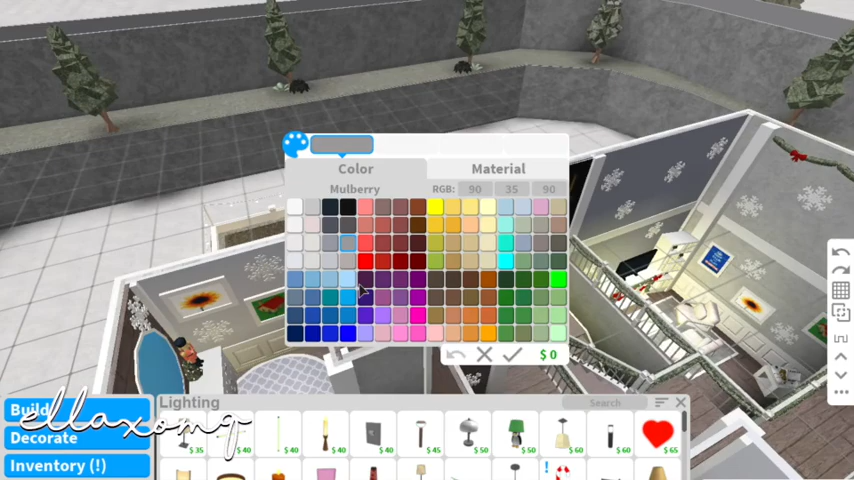 Color
Material
Mulberry
RGB: 90 35 90
$ 0
Lighting
Search
Build
ellaxomg
Decorate
Inventory (!)
$ 35
$ 40
$ 40
$ 40
$ 40
$ 45
$ 50
$ 50
$ 60
$ 60
$ 65
!